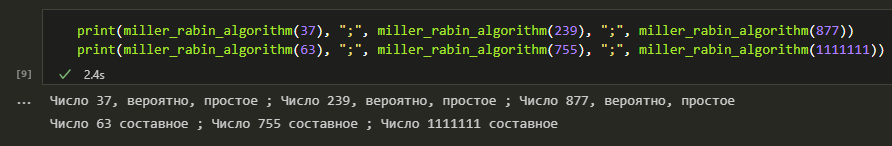 print(miller_rabin_algorithm(37), ";", miller_rabin_algorithm(239), ";", miller_rabin_algorithm(877))
print(miller_rabin_algorithm(63), ";", miller_rabin_algorithm(755), ";", miller_rabin_algorithm(1111111))
[9] ✓ 2.4s
... Число 37, вероятно, простое ; Число 239, вероятно, простое ; Число 877, вероятно, простое
Число 63 составное ; Число 755 составное ; Число 1111111 составное